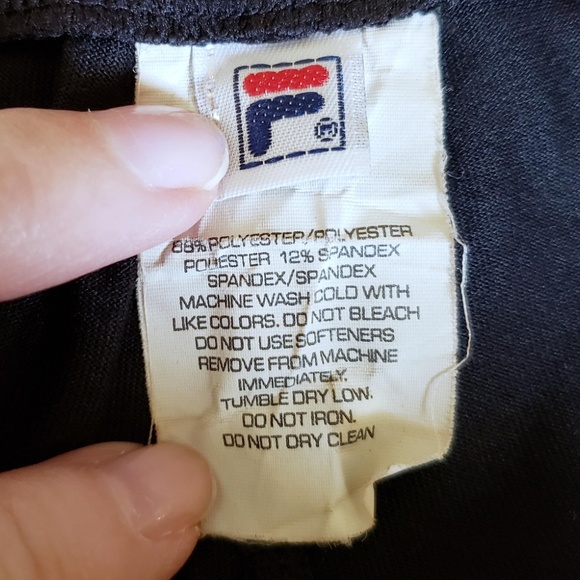 F
88% POLYESTER/POLYESTER
POLIESTER 12% SPANDEX
SPANDEX/SPANDEX
MACHINE WASH COLD WITH
LIKE COLORS. DO NOT BLEACH
DO NOT USE SOFTENERS
REMOVE FROM MACHINE
IMMEDIATELY.
TUMBLE DRY LOW.
DO NOT IRON.
DO NOT DRY CLEAN